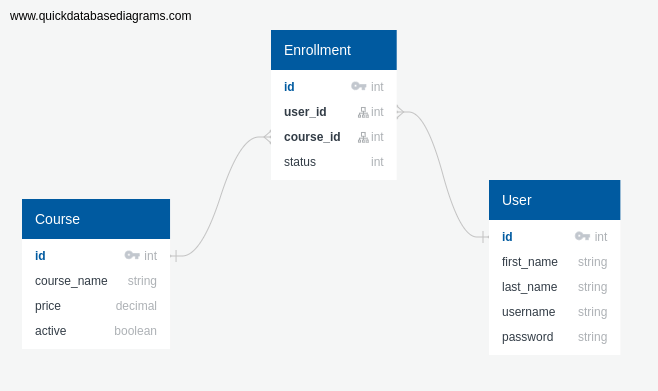 www.quickdatabasediagrams.com
Enrollment
id int
user_id int
course_id int
status int
Course
id int
course_name string
price decimal
active boolean
User
id int
first_name string
last_name string
username string
password string